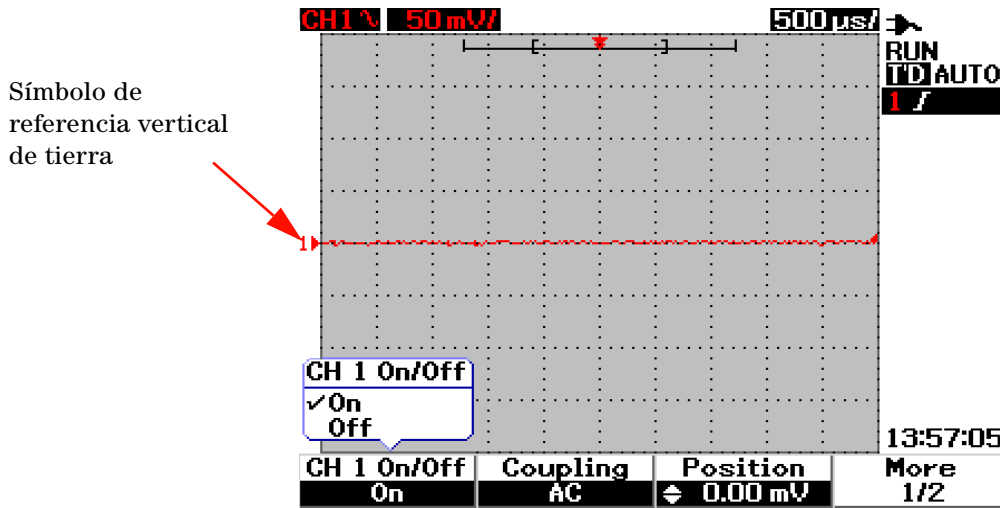 CH1 50 mV/ 500 µs/
RUN
T'D AUTO
1
Símbolo de
referencia vertical
de tierra
1
CH 1 On/Off
On
Off
13:57:05
CH 1 On/Off Coupling Position More
On AC 0.00 mV 1/2